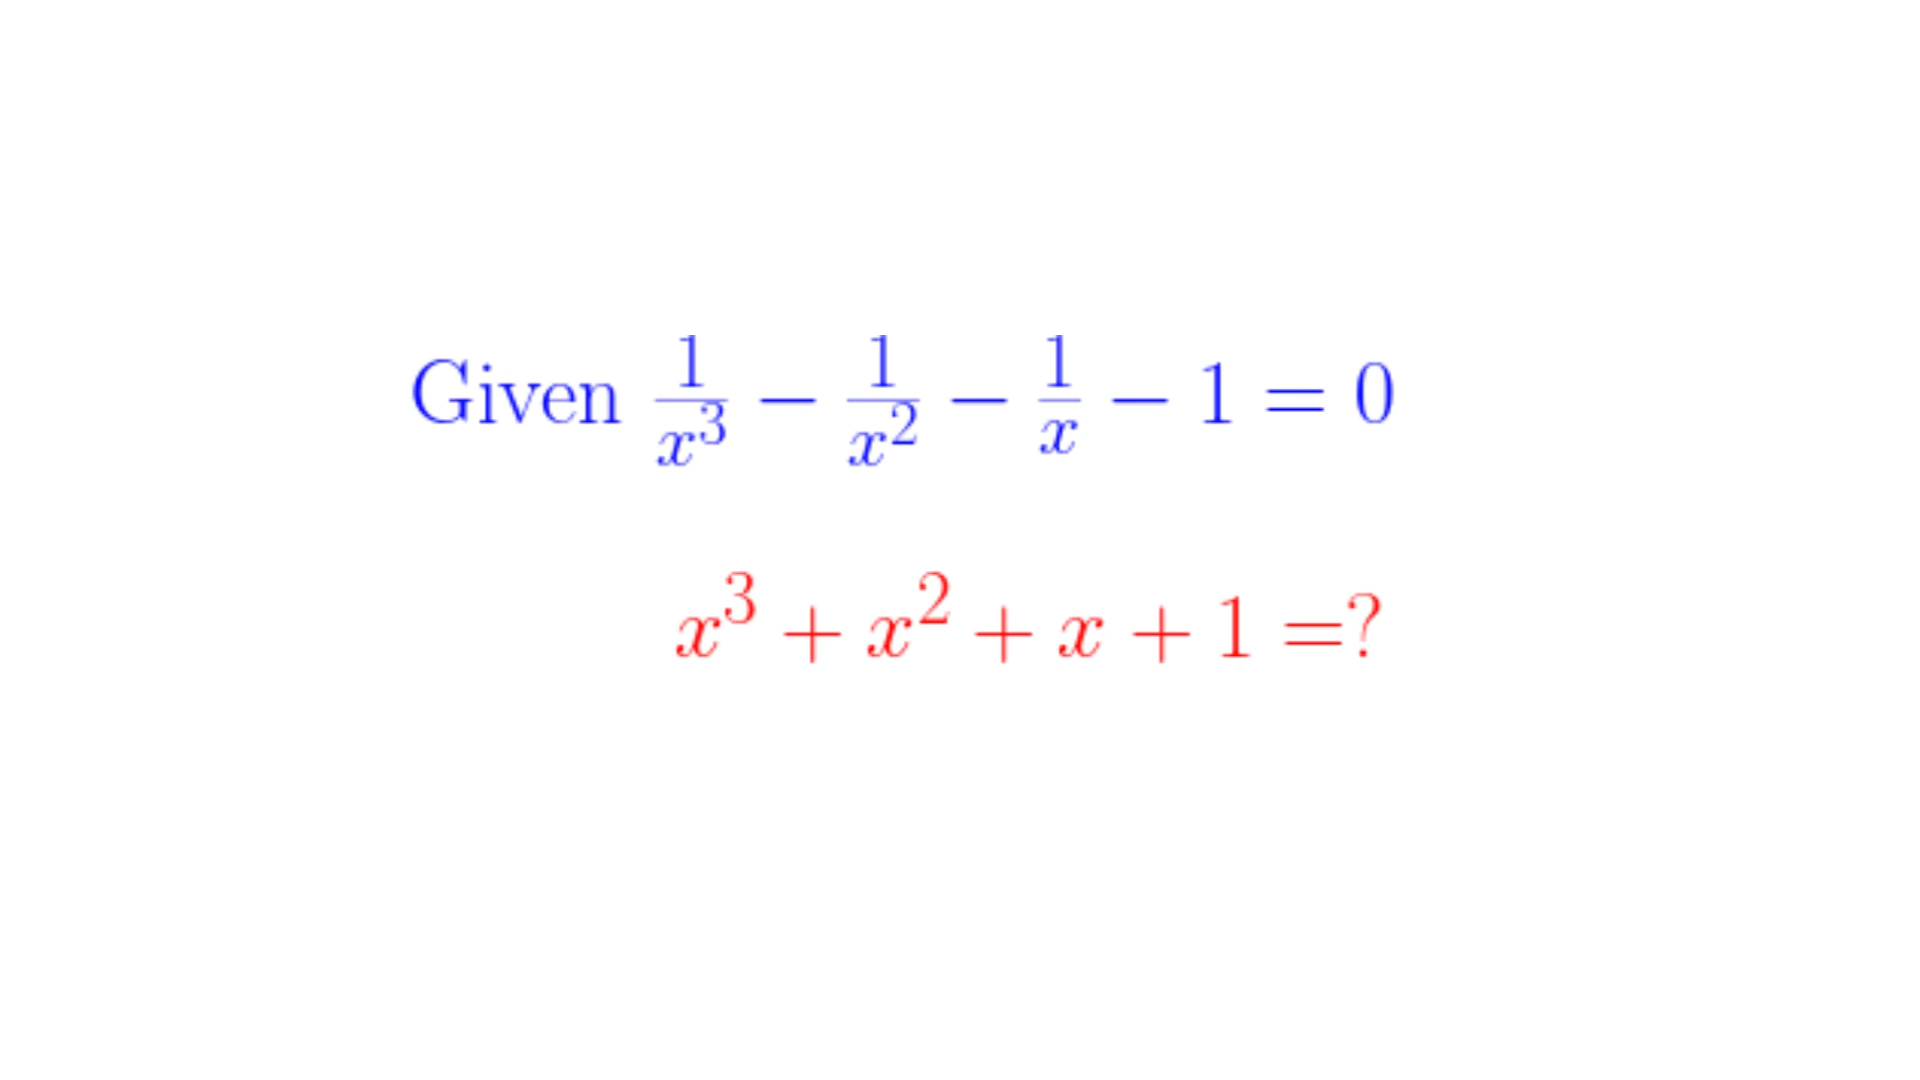 Given $\frac{1}{x^3} - \frac{1}{x^2} - \frac{1}{x} - 1 = 0$
$x^3 + x^2 + x + 1 =?$